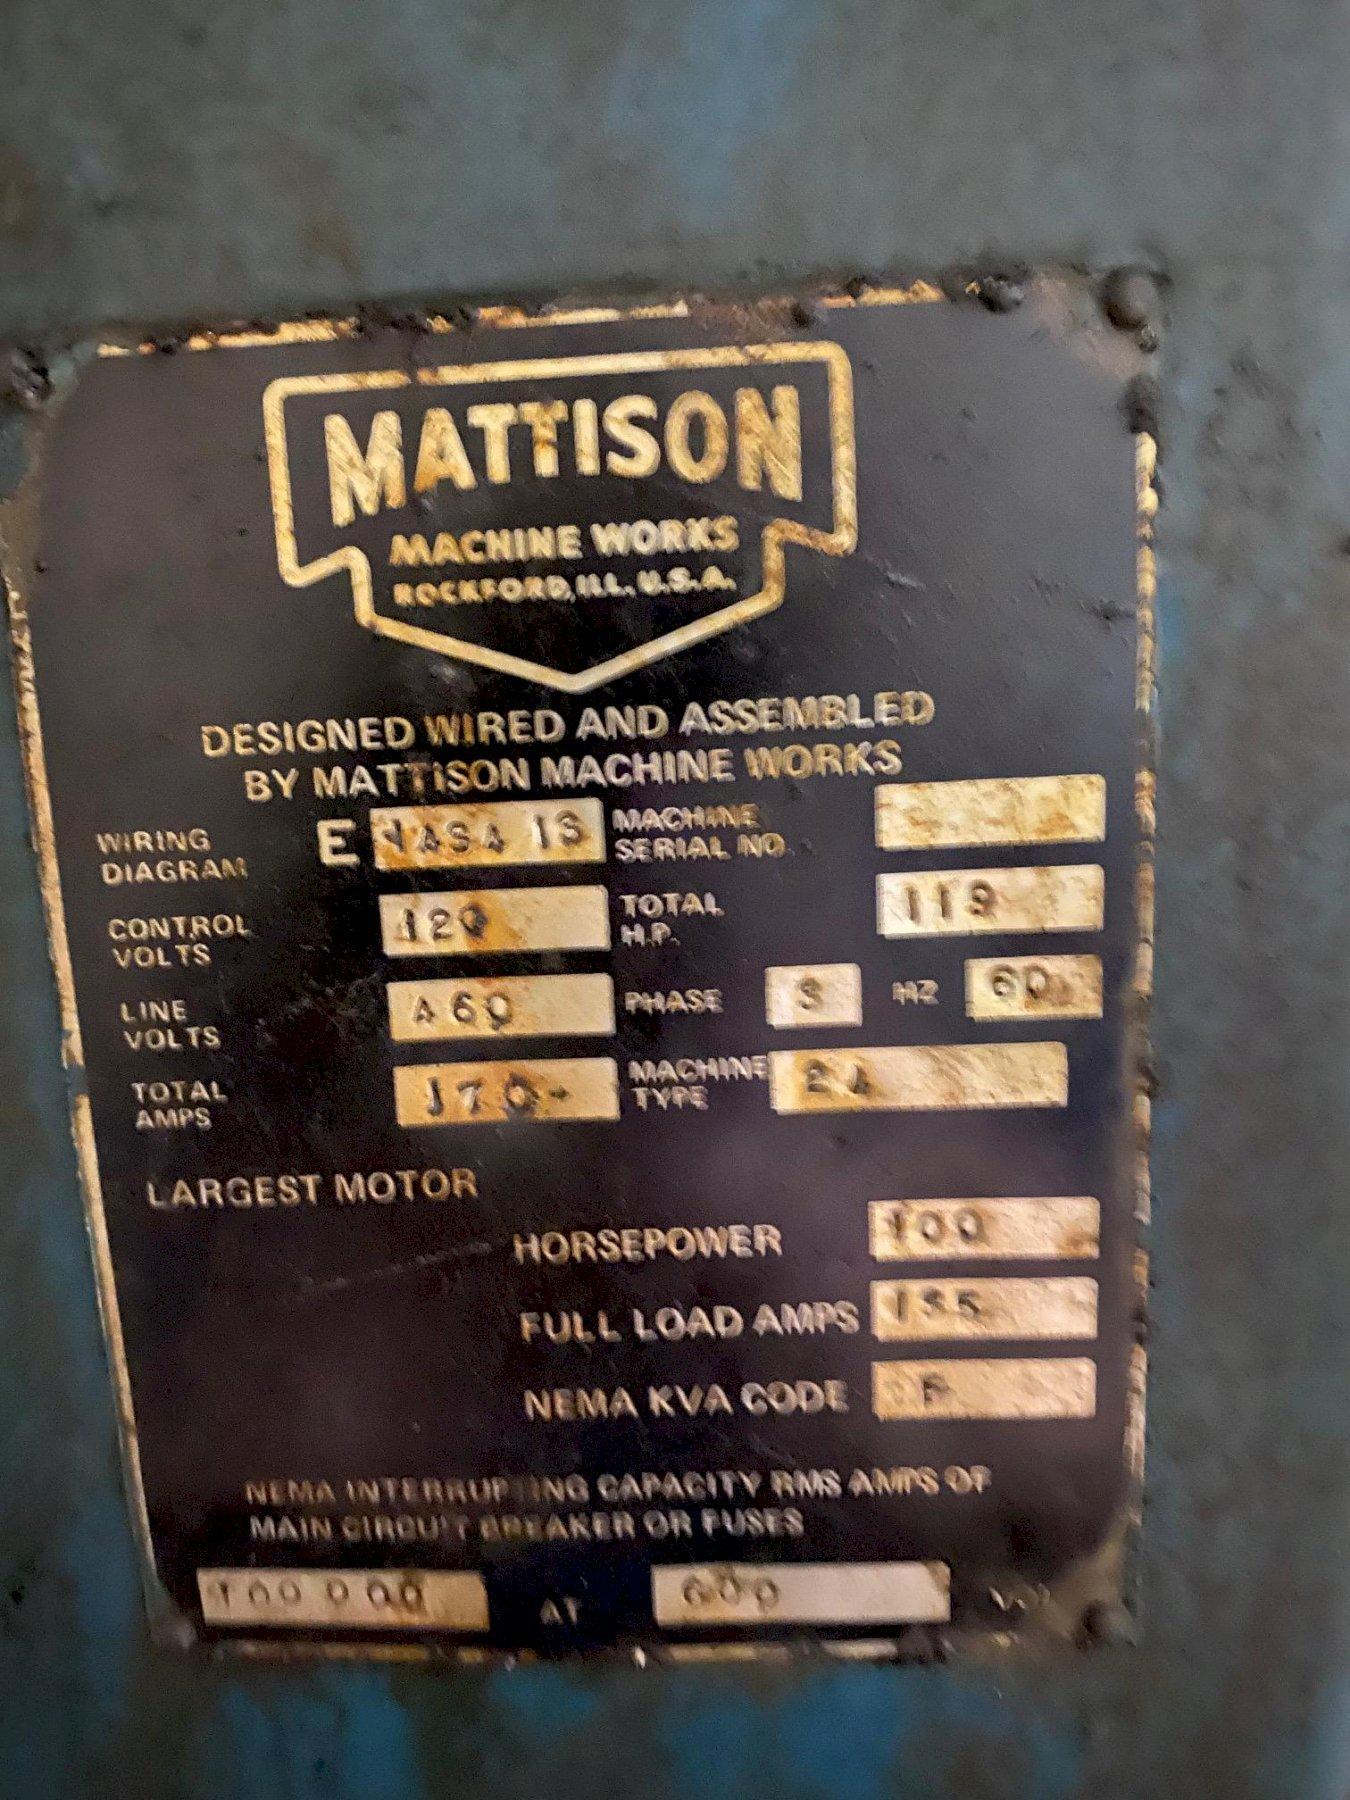 MATTISON
MACHINE WORKS
ROCKFORD, ILL. U.S.A.
DESIGNED WIRED AND ASSEMBLED
BY MATTISON MACHINE WORKS
WIRING DIAGRAM E
MACHINE SERIAL NO.
CONTROL VOLTS 120
TOTAL H.P. 119
LINE VOLTS 460
PHASE 3 HZ 60
TOTAL AMPS 170
MACHINE TYPE 24
LARGEST MOTOR
HORSEPOWER 100
FULL LOAD AMPS 135
NEMA KVA CODE
NEMA INTERRUPTING CAPACITY RMS AMPS OF
MAIN CIRCUIT BREAKER OR FUSES
100 000 AT 600